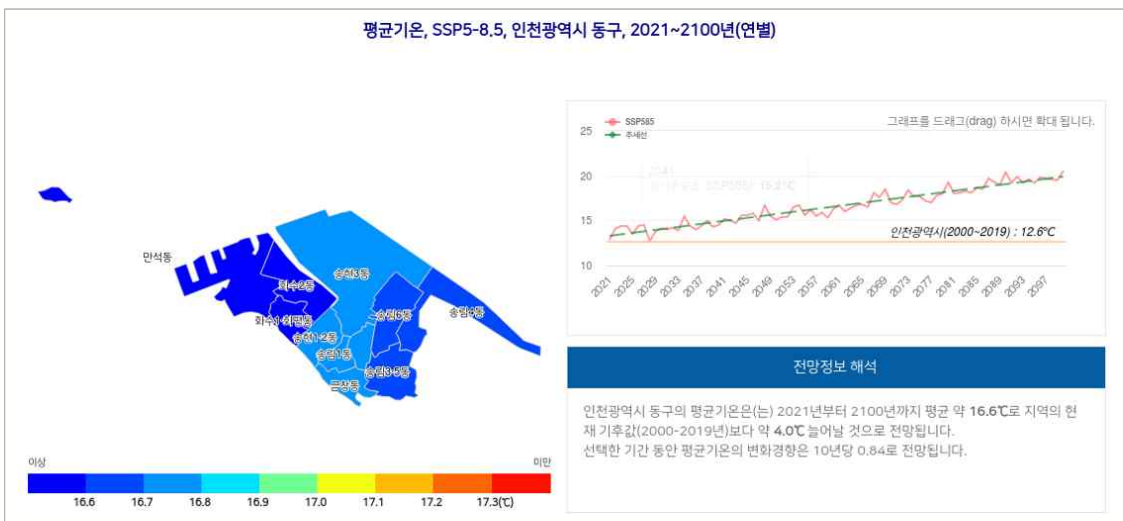 평균기온, SSP5-8.5, 인천광역시 동구, 2021~2100년(연별)
그래프를 드래그(drag) 하시면 확대 됩니다.
SSP585
추세선
25
20
15
10
2041
SSP585: 15.2℃
인천광역시(2000~2019) : 12.6℃
2021 2025 2029 2033 2037 2041 2045 2049 2053 2057 2061 2065 2069 2073 2077 2081 2085 2089 2093 2097
만석동
화수2동
화수1·화평동
송현3동
송현1·2동
송림1동
금창동
송림6동
송림4동
송림3·5동
이상 미만
16.6 16.7 16.8 16.9 17.0 17.1 17.2 17.3(℃)
전망정보 해석
인천광역시 동구의 평균기온은(는) 2021년부터 2100년까지 평균 약 16.6℃로 지역의 현
재 기후값(2000-2019년)보다 약 4.0℃ 늘어날 것으로 전망됩니다.
선택한 기간 동안 평균기온의 변화경향은 10년당 0.84로 전망됩니다.